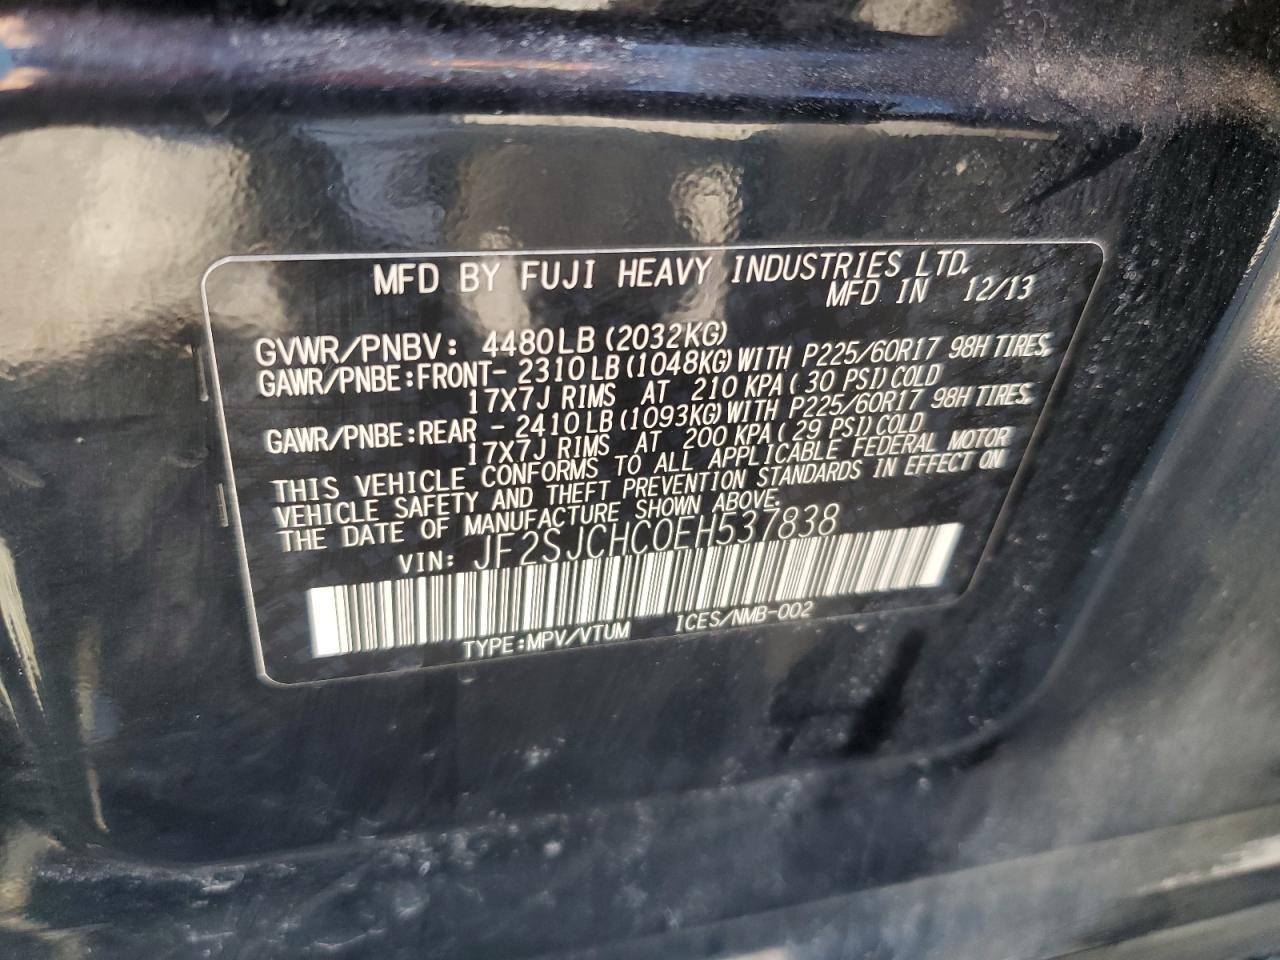 MFD BY FUJI HEAVY INDUSTRIES LTD.
MFD IN 12/13
GVWR/PNBV: 4480LB (2032KG)
GAWR/PNBE:FRONT- 2310LB (1048KG) WITH P225/60R17 98H TIRES,
17X7J RIMS AT 210 KPA ( 30 PSI) COLD
GAWR/PNBE:REAR - 2410LB (1093KG) WITH P225/60R17 98H TIRES,
17X7J RIMS AT 200 KPA ( 29 PSI) COLD
THIS VEHICLE CONFORMS TO ALL APPLICABLE FEDERAL MOTOR
VEHICLE SAFETY AND THEFT PREVENTION STANDARDS IN EFFECT ON
THE DATE OF MANUFACTURE SHOWN ABOVE.
VIN: JF2SJCHC0EH537838
TYPE:MPV/VTUM ICES/NMB-002